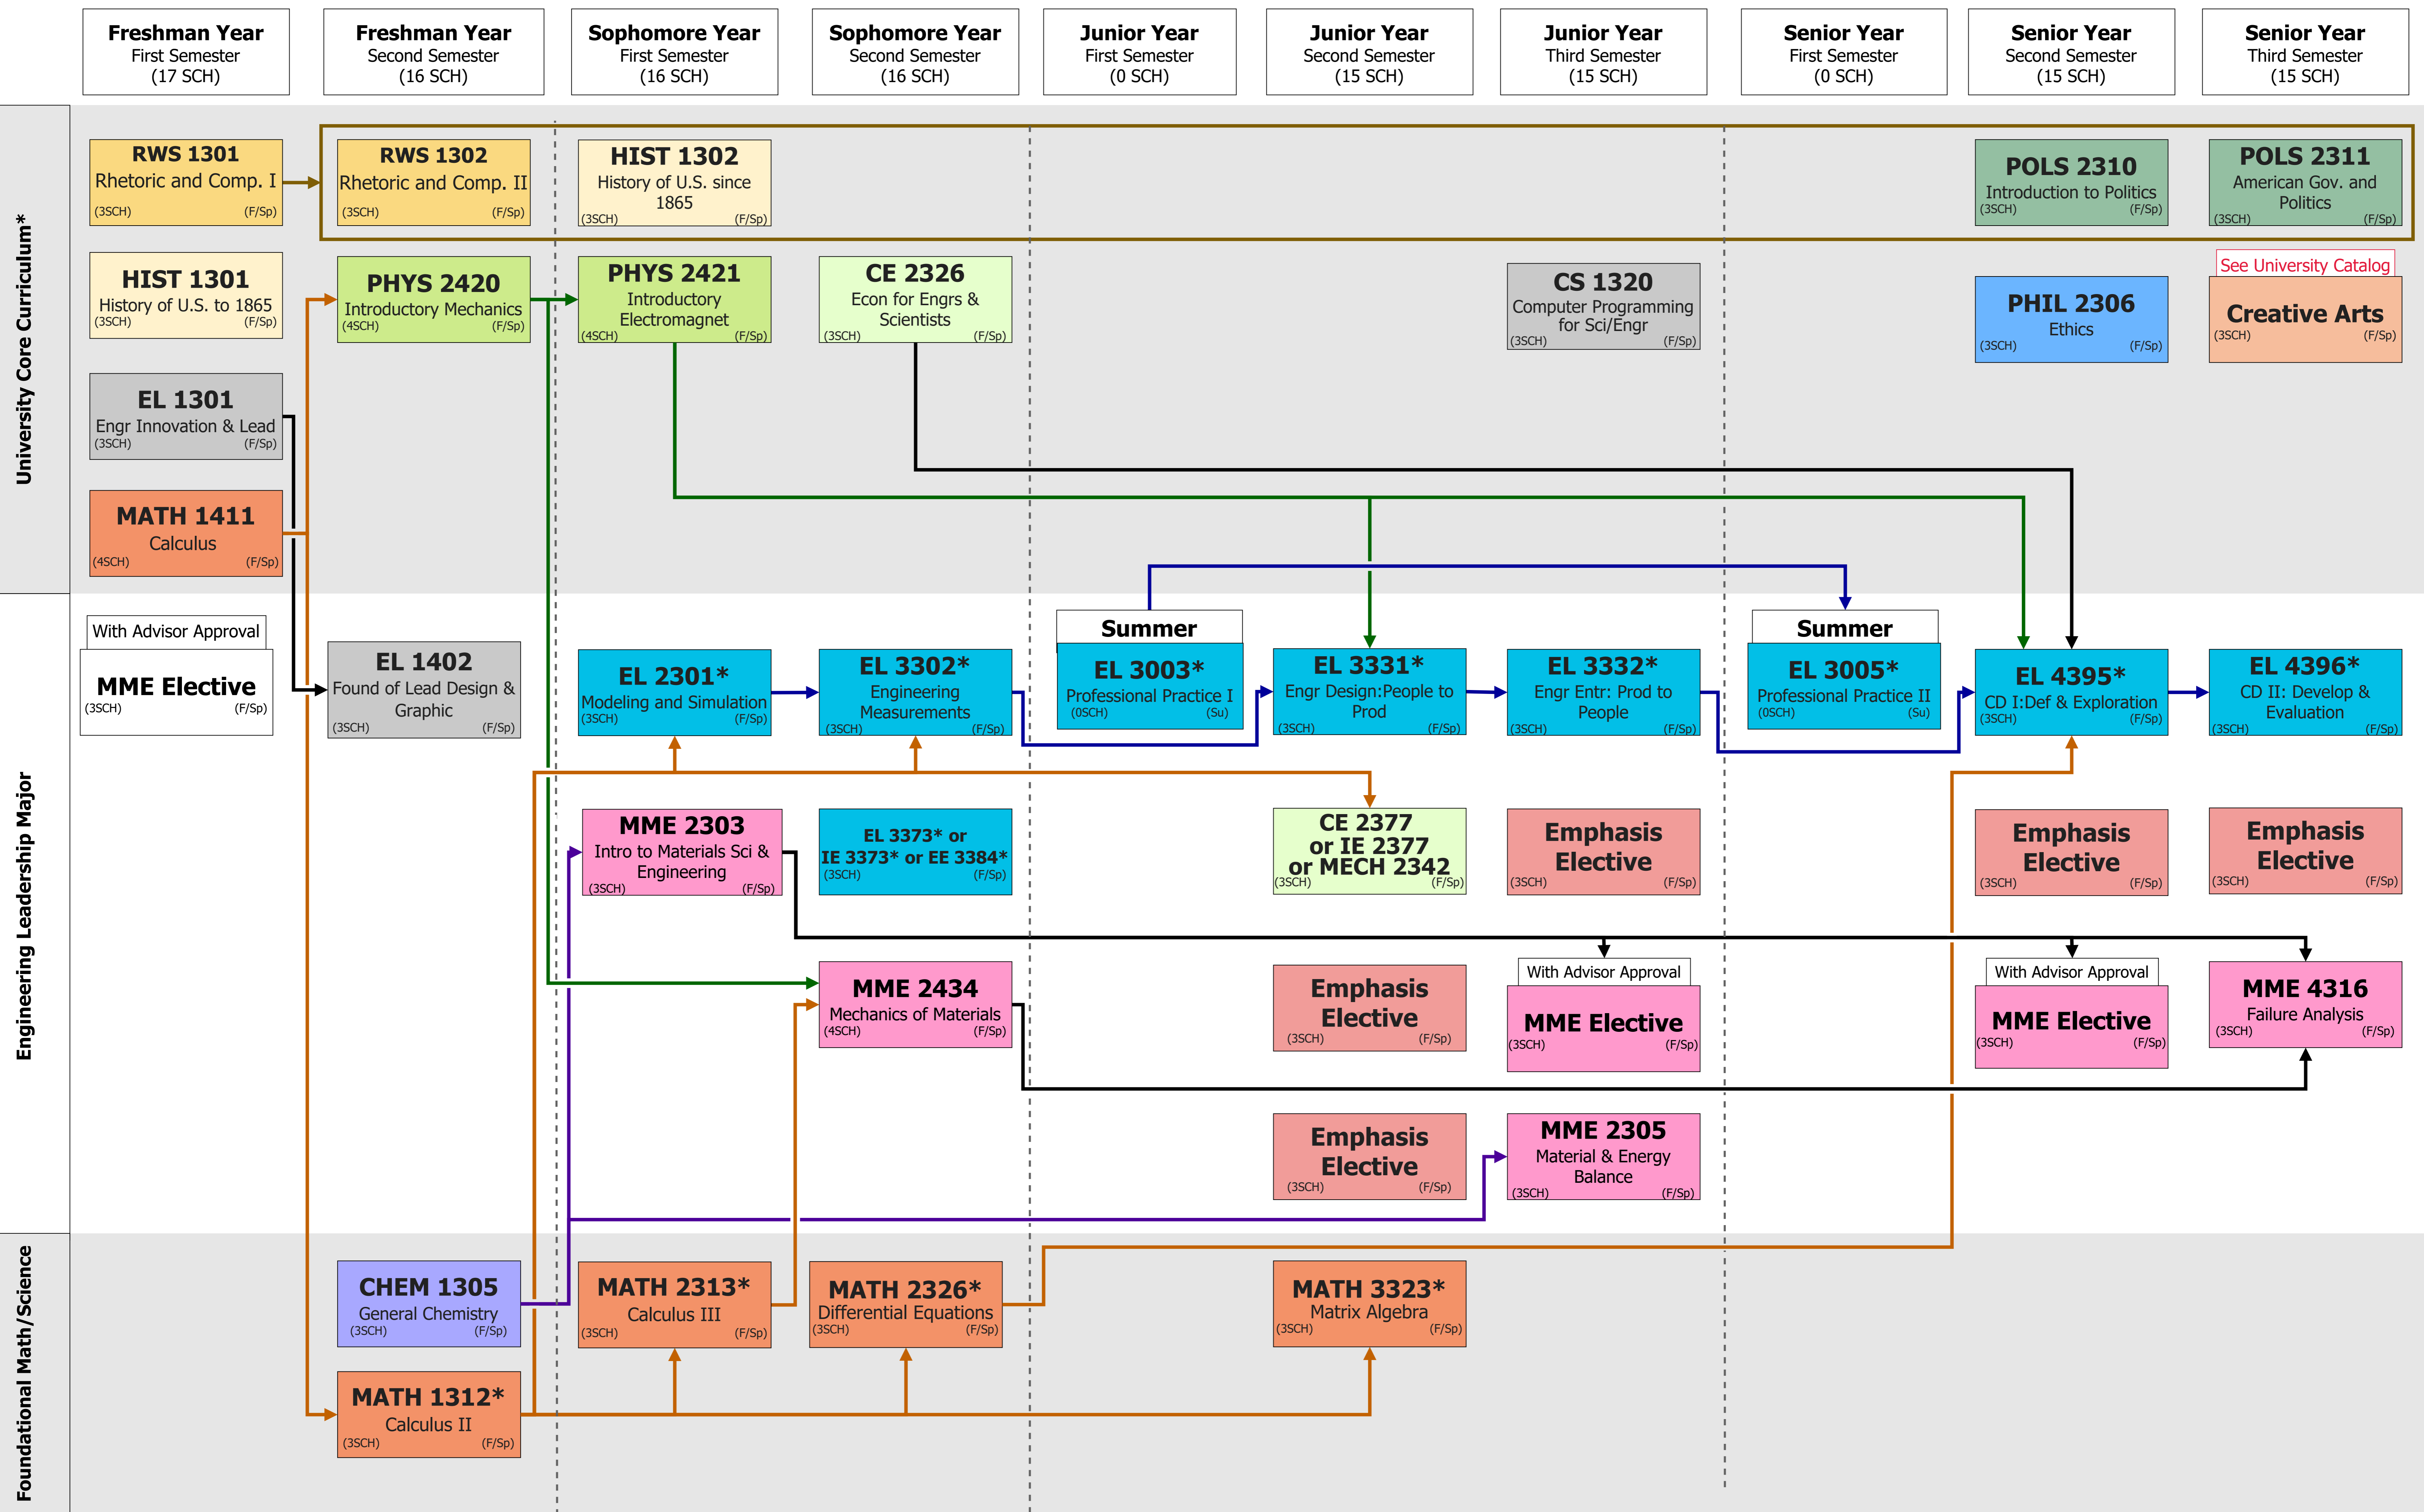 Freshman Year
First Semester
(17 SCH)
Freshman Year
Second Semester
(16 SCH)
Sophomore Year
First Semester
(16 SCH)
Sophomore Year
Second Semester
(16 SCH)
Junior Year
First Semester
(0 SCH)
Junior Year
Second Semester
(15 SCH)
Junior Year
Third Semester
(15 SCH)
Senior Year
First Semester
(0 SCH)
Senior Year
Second Semester
(15 SCH)
Senior Year
Third Semester
(15 SCH)
University Core Curriculum*
RWS 1301
Rhetoric and Comp. I
(3SCH) (F/Sp)
RWS 1302
Rhetoric and Comp. II
(3SCH) (F/Sp)
HIST 1302
History of U.S. since
1865
(3SCH) (F/Sp)
POLS 2310
Introduction to Politics
(3SCH) (F/Sp)
POLS 2311
American Gov. and
Politics
(3SCH) (F/Sp)
HIST 1301
History of U.S. to 1865
(3SCH) (F/Sp)
PHYS 2420
Introductory Mechanics
(4SCH) (F/Sp)
PHYS 2421
Introductory
Electromagnet
(4SCH) (F/Sp)
CE 2326
Econ for Engrs &
Scientists
(3SCH) (F/Sp)
CS 1320
Computer Programming
for Sci/Engr
(3SCH) (F/Sp)
PHIL 2306
Ethics
(3SCH) (F/Sp)
See University Catalog
Creative Arts
(3SCH) (F/Sp)
EL 1301
Engr Innovation & Lead
(3SCH) (F/Sp)
MATH 1411
Calculus
(4SCH) (F/Sp)
Engineering Leadership Major
With Advisor Approval
MME Elective
(3SCH) (F/Sp)
EL 1402
Found of Lead Design &
Graphic
(3SCH) (F/Sp)
EL 2301*
Modeling and Simulation
(3SCH) (F/Sp)
EL 3302*
Engineering
Measurements
(3SCH) (F/Sp)
Summer
EL 3003*
Professional Practice I
(0SCH) (Su)
EL 3331*
Engr Design:People to
Prod
(3SCH) (F/Sp)
EL 3332*
Engr Entr: Prod to
People
(3SCH) (F/Sp)
Summer
EL 3005*
Professional Practice II
(0SCH) (Su)
EL 4395*
CD I:Def & Exploration
(3SCH) (F/Sp)
EL 4396*
CD II: Develop &
Evaluation
(3SCH) (F/Sp)
MME 2303
Intro to Materials Sci &
Engineering
(3SCH) (F/Sp)
EL 3373* or
IE 3373* or EE 3384*
(3SCH) (F/Sp)
CE 2377
or IE 2377
or MECH 2342
(3SCH) (F/Sp)
Emphasis
Elective
(3SCH) (F/Sp)
Emphasis
Elective
(3SCH) (F/Sp)
Emphasis
Elective
(3SCH) (F/Sp)
MME 2434
Mechanics of Materials
(4SCH) (F/Sp)
Emphasis
Elective
(3SCH) (F/Sp)
With Advisor Approval
MME Elective
(3SCH) (F/Sp)
With Advisor Approval
MME Elective
(3SCH) (F/Sp)
MME 4316
Failure Analysis
(3SCH) (F/Sp)
Emphasis
Elective
(3SCH) (F/Sp)
MME 2305
Material & Energy
Balance
(3SCH) (F/Sp)
Foundational Math/Science
CHEM 1305
General Chemistry
(3SCH) (F/Sp)
MATH 2313*
Calculus III
(3SCH) (F/Sp)
MATH 2326*
Differential Equations
(3SCH) (F/Sp)
MATH 3323*
Matrix Algebra
(3SCH) (F/Sp)
MATH 1312*
Calculus II
(3SCH) (F/Sp)